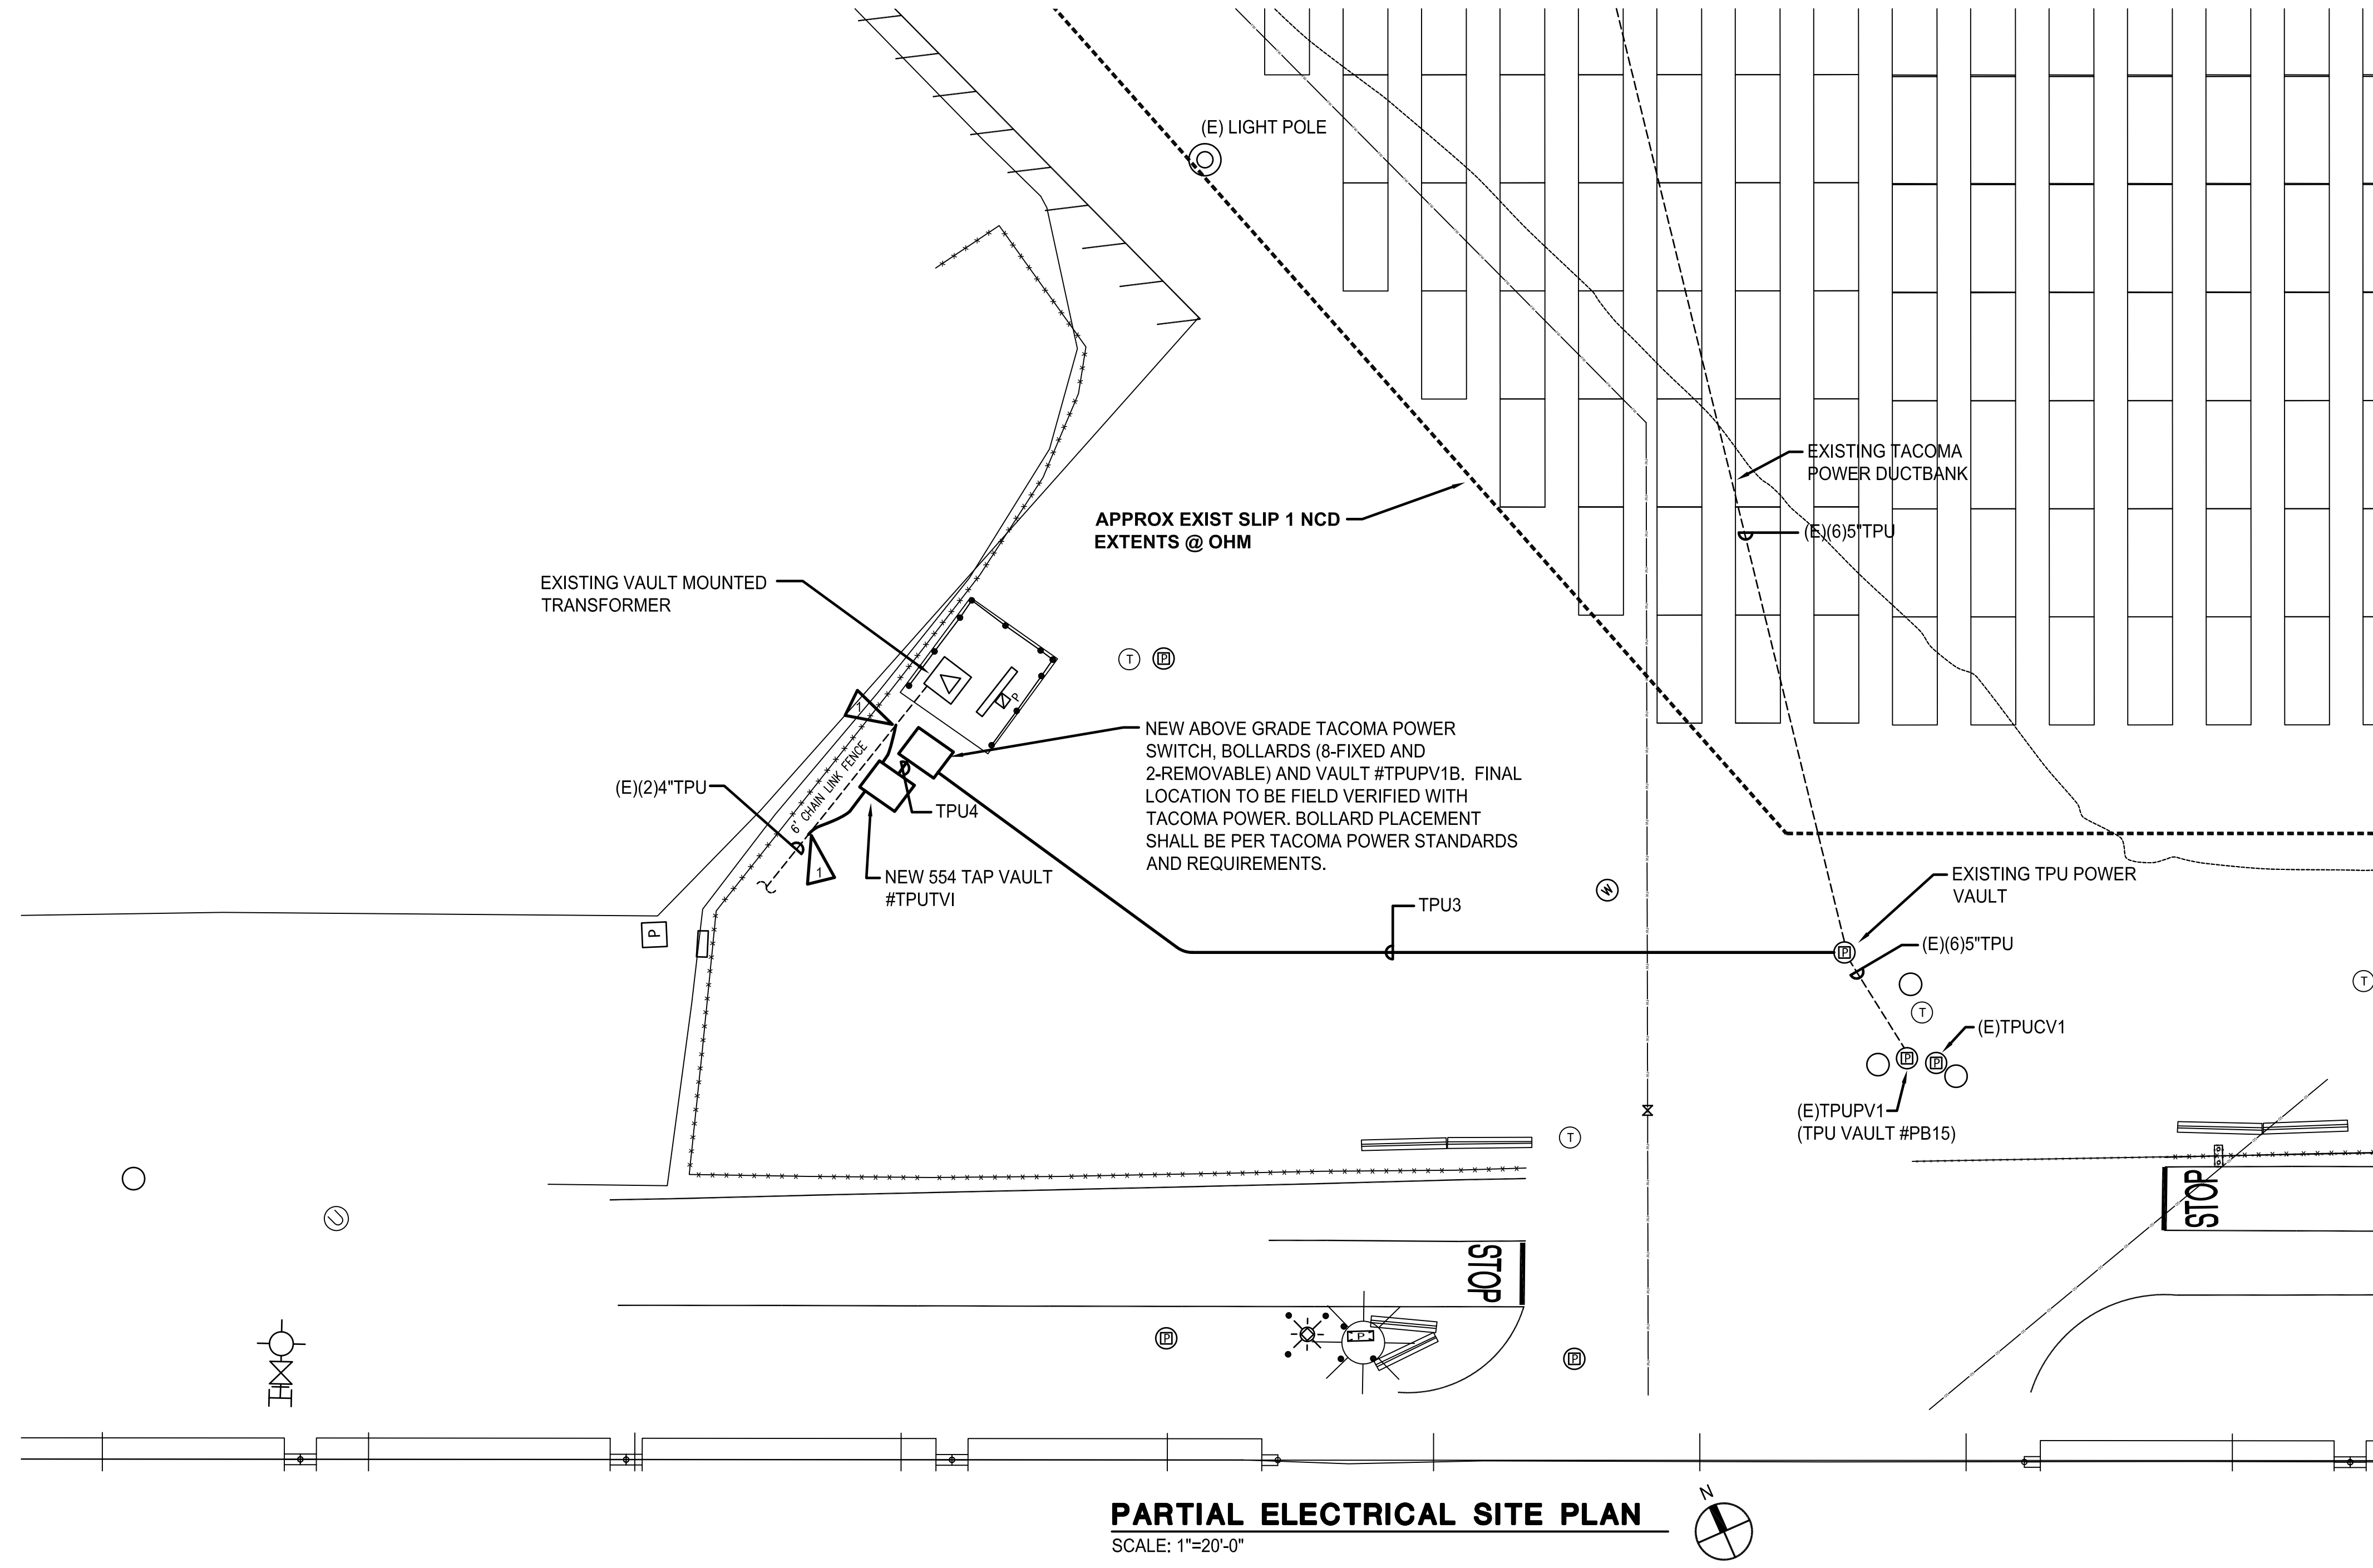 (E) LIGHT POLE
EXISTING TACOMA
POWER DUCTBANK
APPROX EXIST SLIP 1 NCD
EXTENTS @ OHM
(E)(6)5"TPU
EXISTING VAULT MOUNTED
TRANSFORMER
T
P
P
1
NEW ABOVE GRADE TACOMA POWER
SWITCH, BOLLARDS (8-FIXED AND
2-REMOVABLE) AND VAULT #TPUPV1B. FINAL
LOCATION TO BE FIELD VERIFIED WITH
TACOMA POWER. BOLLARD PLACEMENT
SHALL BE PER TACOMA POWER STANDARDS
AND REQUIREMENTS.
6' CHAIN LINK FENCE
(E)(2)4"TPU
TPU4
1
NEW 554 TAP VAULT
#TPUTVI
EXISTING TPU POWER
VAULT
W
TPU3
P
P
(E)(6)5"TPU
P
T
T
(E)TPUCV1
P
P
(E)TPUPV1
(TPU VAULT #PB15)
T
STOP
U
STOP
P
P
P
PARTIAL ELECTRICAL SITE PLAN
SCALE: 1"=20'-0"
N